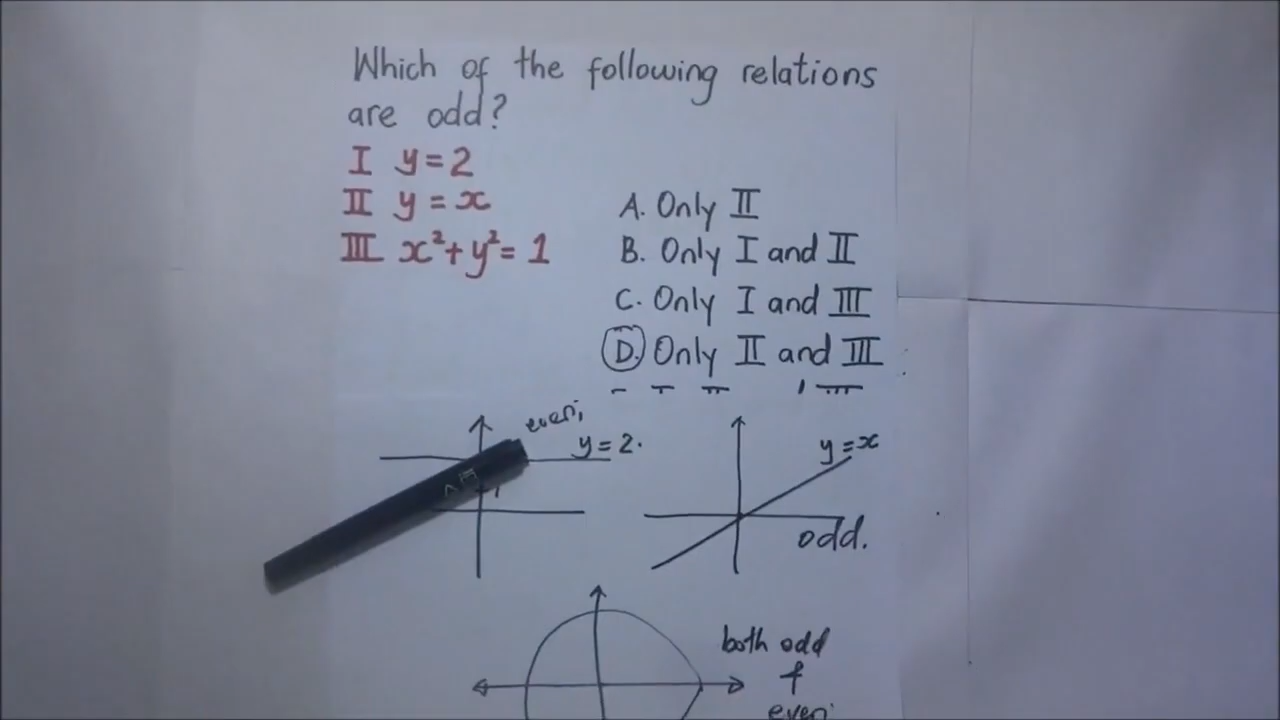 Which of the following relations
are odd?
I y=2
II y=x
III x²+y²=1
A. Only II
B. Only I and II
C. Only I and III
D. Only II and III
even;
y=2.
y=x
odd.
both odd
+
even;